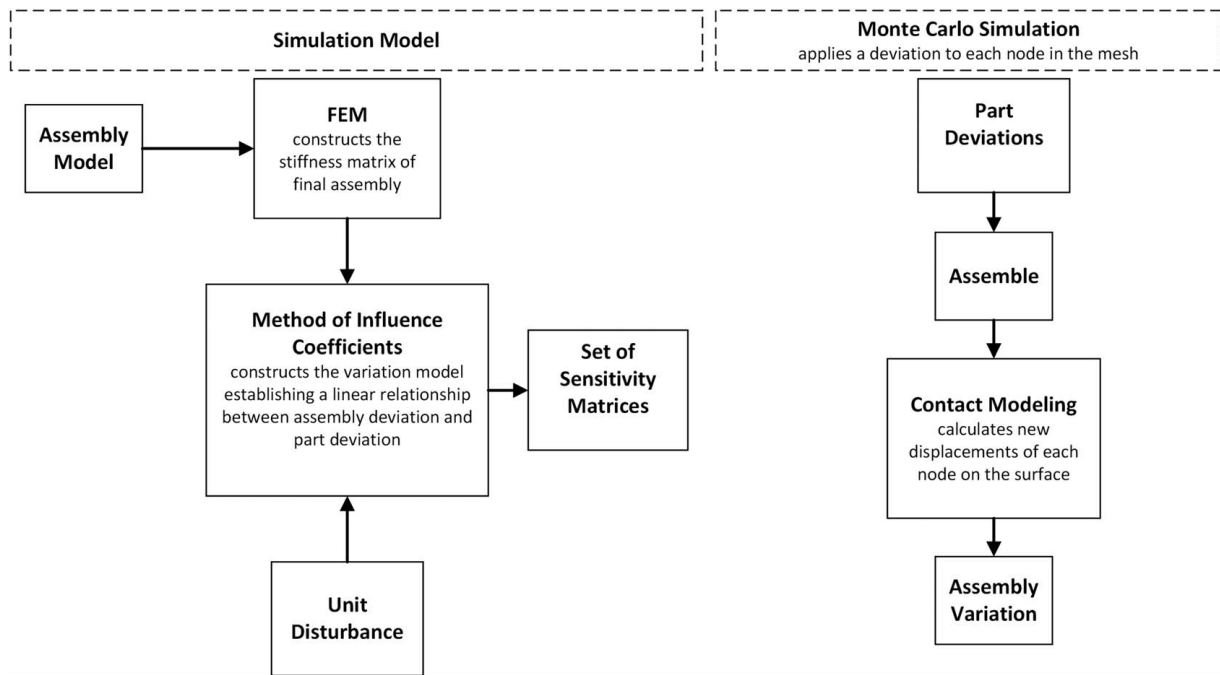 Simulation Model
Monte Carlo Simulation
applies a deviation to each node in the mesh
Assembly
Model
FEM
constructs the
stiffness matrix of
final assembly
Method of Influence
Coefficients
constructs the variation model
establishing a linear relationship
between assembly deviation and
part deviation
Set of
Sensitivity
Matrices
Unit
Disturbance
Part
Deviations
Assemble
Contact Modeling
calculates new
displacements of each
node on the surface
Assembly
Variation